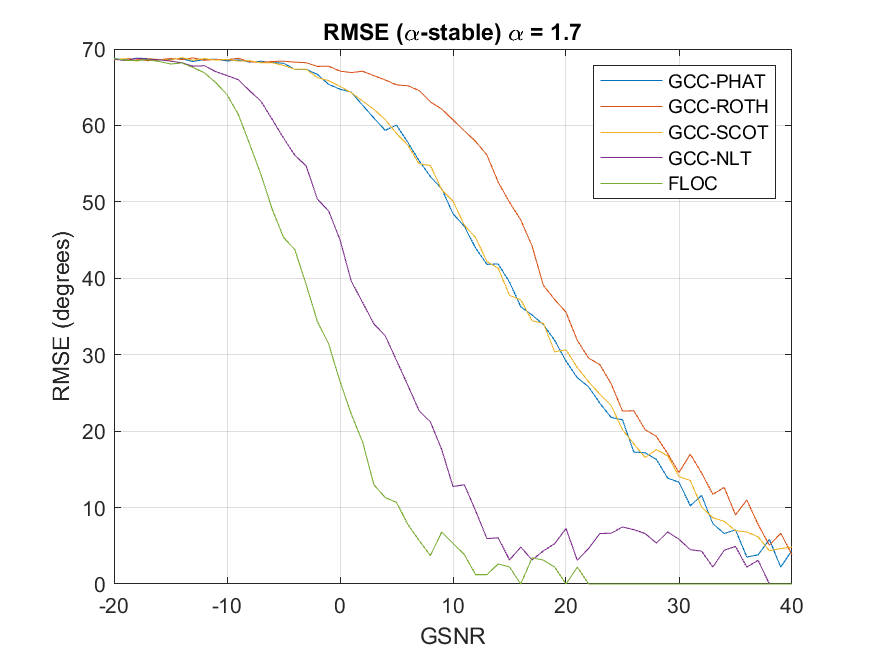 RMSE (α-stable) α = 1.7
70
60
50
40
30
20
10
0
RMSE (degrees)
GCC-PHAT
GCC-ROTH
GCC-SCOT
GCC-NLT
FLOC
-20
-10
0
10
20
30
40
GSNR